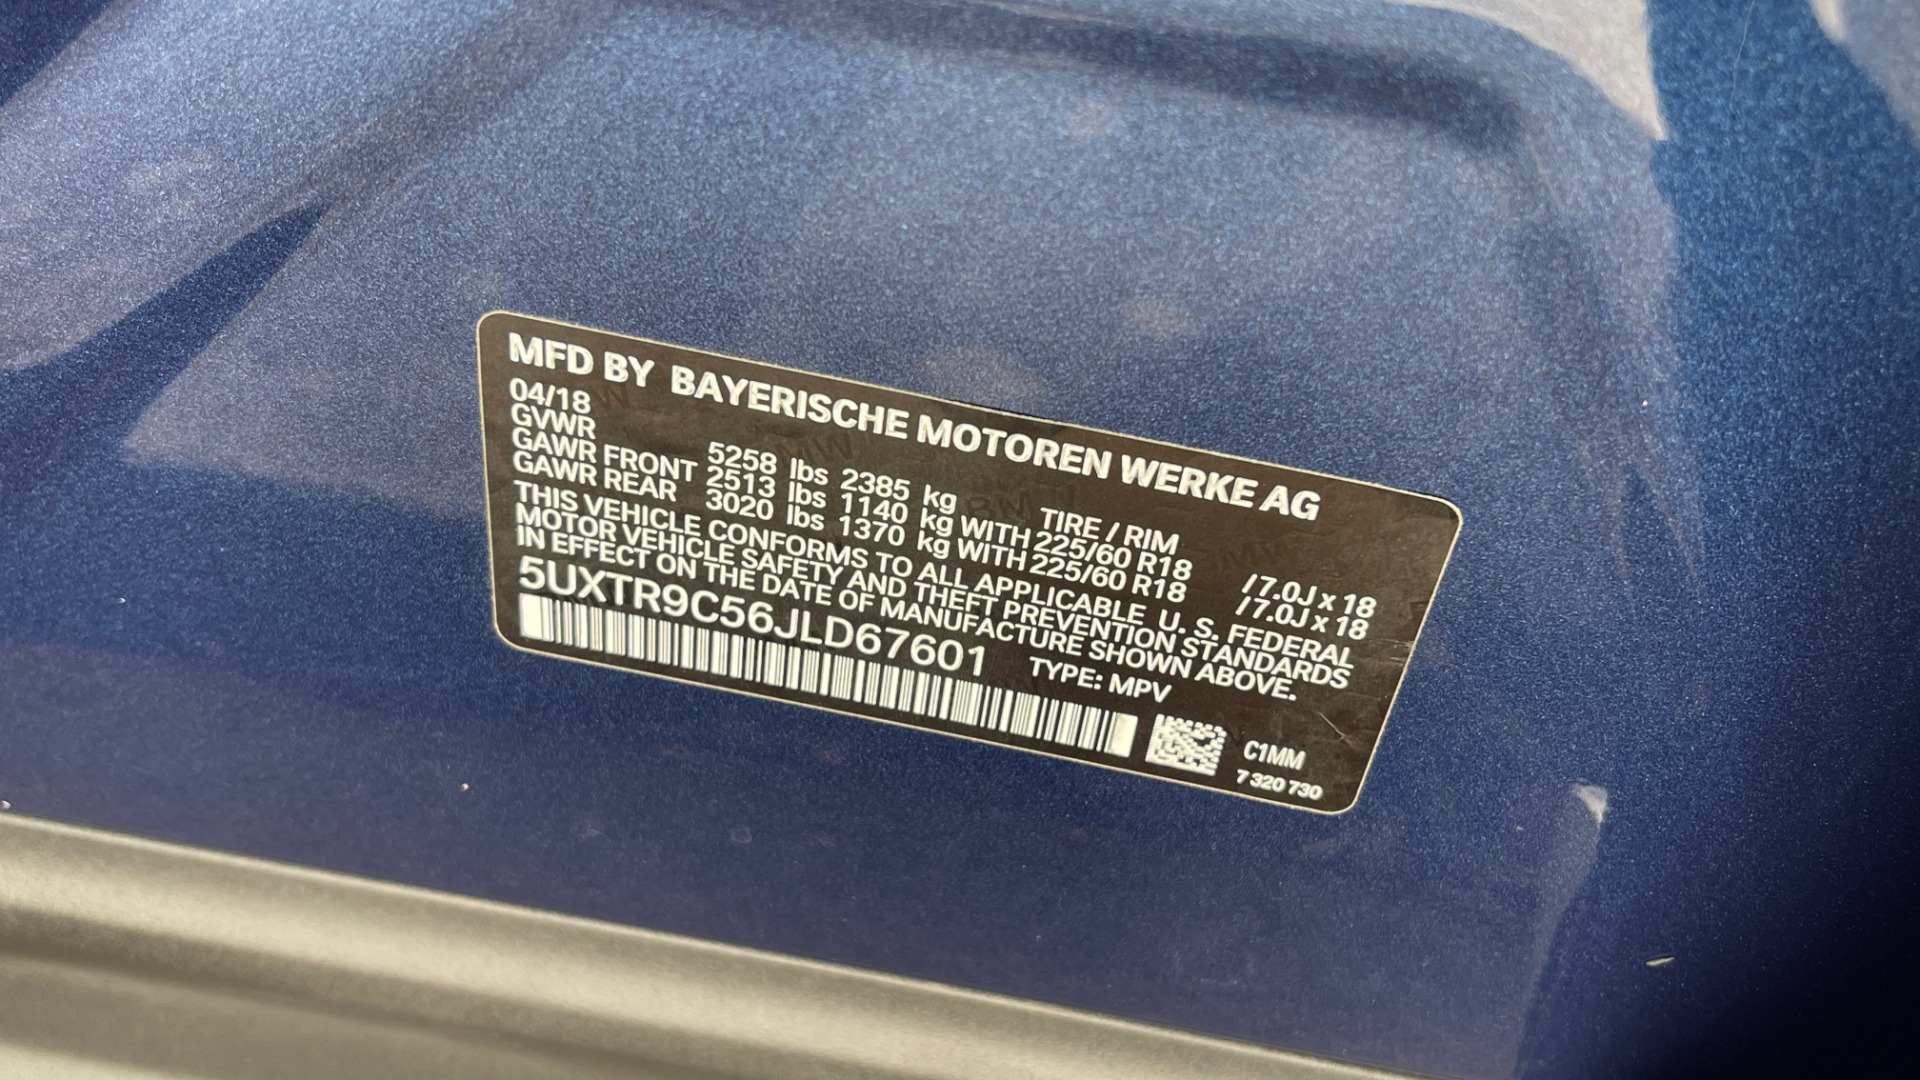 MFD BY BAYERISCHE MOTOREN WERKE AG
04/18
GVWR 5258 lbs 2385 kg TIRE / RIM
GAWR FRONT 2513 lbs 1140 kg WITH 225/60 R18 /7.0J x 18
GAWR REAR 3020 lbs 1370 kg WITH 225/60 R18 /7.0J x 18
THIS VEHICLE CONFORMS TO ALL APPLICABLE U. S. FEDERAL
MOTOR VEHICLE SAFETY AND THEFT PREVENTION STANDARDS
IN EFFECT ON THE DATE OF MANUFACTURE SHOWN ABOVE.
5UXTR9C56JLD67601 TYPE: MPV
C1MM
7 320 730